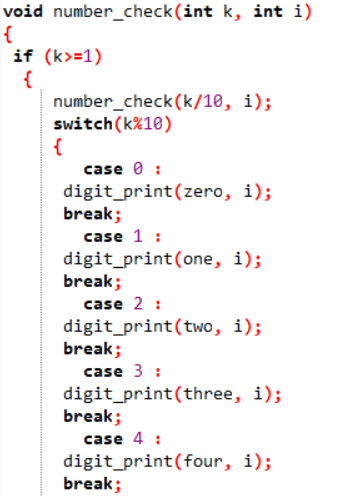 void number_check(int k, int i)
{
if (k>=1)
{
number_check(k/10, i);
switch(k%10)
{
case 0 :
digit_print(zero, i);
break;
case 1 :
digit_print(one, i);
break;
case 2 :
digit_print(two, i);
break;
case 3 :
digit_print(three, i);
break;
case 4 :
digit_print(four, i);
break;